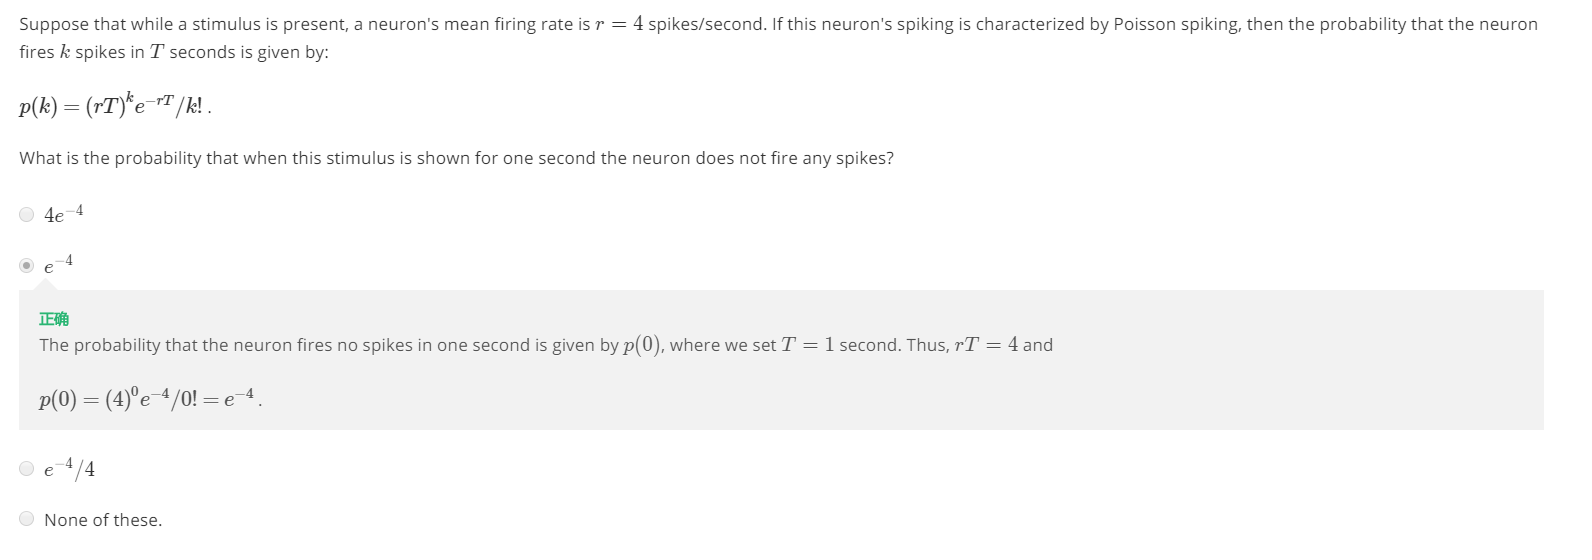 Suppose that while a stimulus is present, a neuron's mean firing rate is r = 4 spikes/second. If this neuron's spiking is characterized by Poisson spiking, then the probability that the neuron
fires k spikes in T seconds is given by:
p(k) = (rT)^k e^{−rT}/k! .
What is the probability that when this stimulus is shown for one second the neuron does not fire any spikes?
4e^{−4}
e^{−4}
正确
The probability that the neuron fires no spikes in one second is given by p(0), where we set T = 1 second. Thus, rT = 4 and
p(0) = (4)^0 e^{−4}/0! = e^{−4} .
e^{−4}/4
None of these.